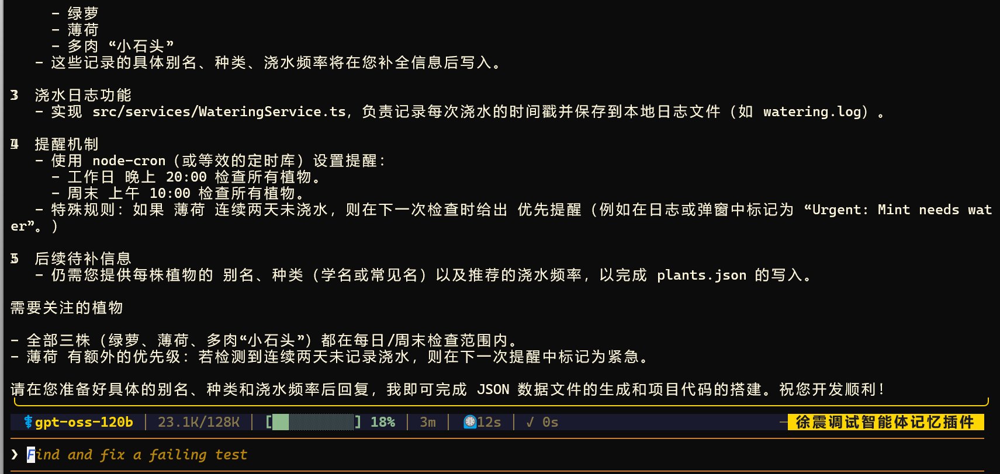 - 绿萝
- 薄荷
- 多肉 “小石头”
- 这些记录的具体别名、种类、浇水频率将在您补全信息后写入。
3 浇水日志功能
- 实现 src/services/WateringService.ts，负责记录每次浇水的时间戳并保存到本地日志文件（如 watering.log）。
4 提醒机制
- 使用 node-cron（或等效的定时库）设置提醒：
- 工作日 晚上 20:00 检查所有植物。
- 周末 上午 10:00 检查所有植物。
- 特殊规则：如果 薄荷 连续两天未浇水，则在下一次检查时给出 优先提醒（例如在日志或弹窗中标记为 “Urgent: Mint needs wat
er”。）
5 后续待补信息
- 仍需您提供每株植物的 别名、种类（学名或常见名）以及推荐的浇水频率，以完成 plants.json 的写入。
需要关注的植物
- 全部三株（绿萝、薄荷、多肉“小石头”）都在每日/周末检查范围内。
- 薄荷 有额外的优先级：若检测到连续两天未记录浇水，则在下一次提醒中标记为紧急。
请在您准备好具体的别名、种类和浇水频率后回复，我即可完成 JSON 数据文件的生成和项目代码的搭建。祝您开发顺利！
⚕gpt-oss-120b │ 23.1K/128K │ [██░░░░░░░░] 18% │ 3m │ ⏲12s │ ✓ 0s ─ 徐震调试智能体记忆插件
❯ Find and fix a failing test